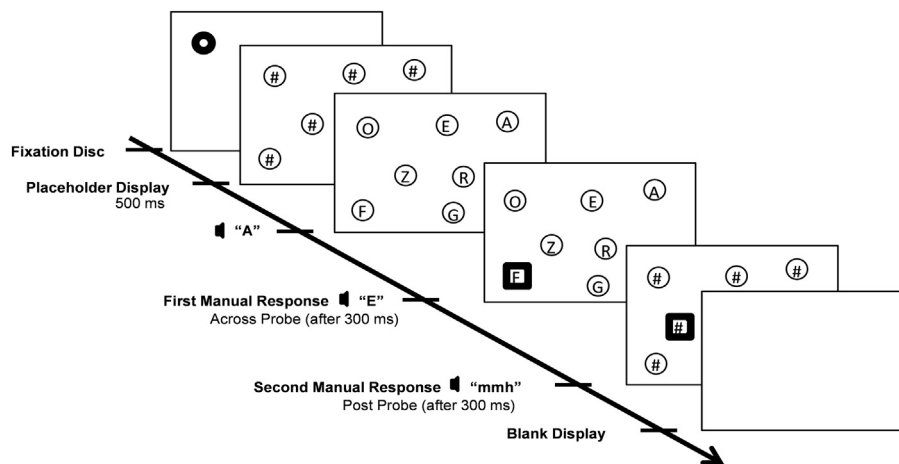 # # #
#
#
O E A
Z R
F G
O E A
Z R
F
G
# # #
#
#
Fixation Disc
Placeholder Display
500 ms
"A"
First Manual Response "E"
Across Probe (after 300 ms)
Second Manual Response "mmh"
Post Probe (after 300 ms)
Blank Display